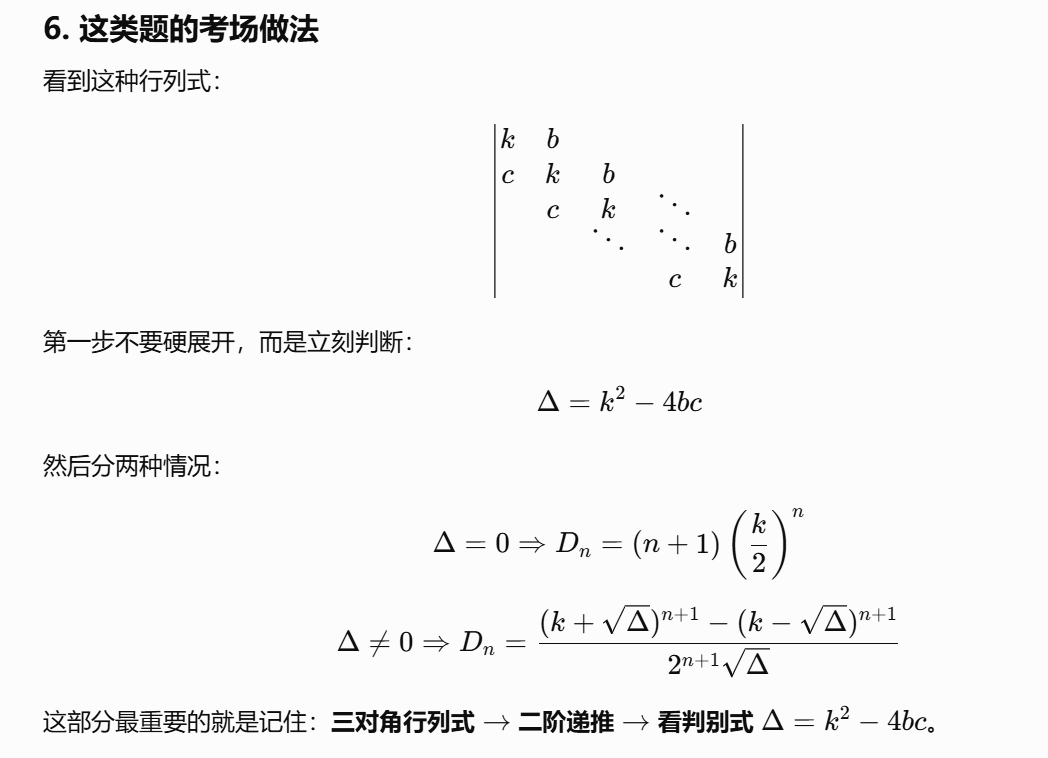 6. 这类题的考场做法
看到这种行列式：
k b
c k b
c k ⋱
⋱ ⋱ b
c k
第一步不要硬展开，而是立刻判断：
Δ = k² − 4bc
然后分两种情况：
Δ = 0 ⇒ Dₙ = (n + 1) (k/2)ⁿ
Δ ≠ 0 ⇒ Dₙ = ((k + √Δ)ⁿ⁺¹ − (k − √Δ)ⁿ⁺¹) / (2ⁿ⁺¹√Δ)
这部分最重要的就是记住：三对角行列式 → 二阶递推 → 看判别式 Δ = k² − 4bc。